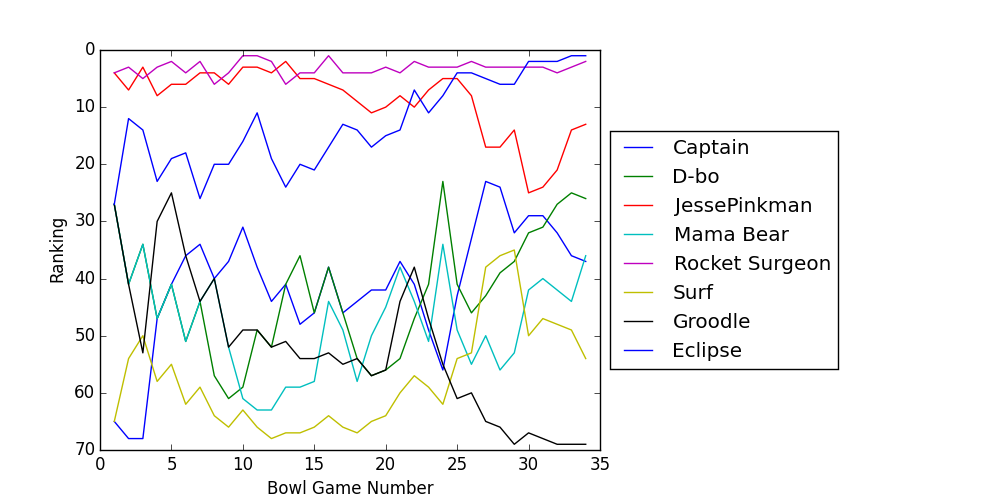 0
10
20
30
40
50
60
70
Ranking
0 5 10 15 20 25 30 35
Bowl Game Number
Captain
D-bo
JessePinkman
Mama Bear
Rocket Surgeon
Surf
Groodle
Eclipse